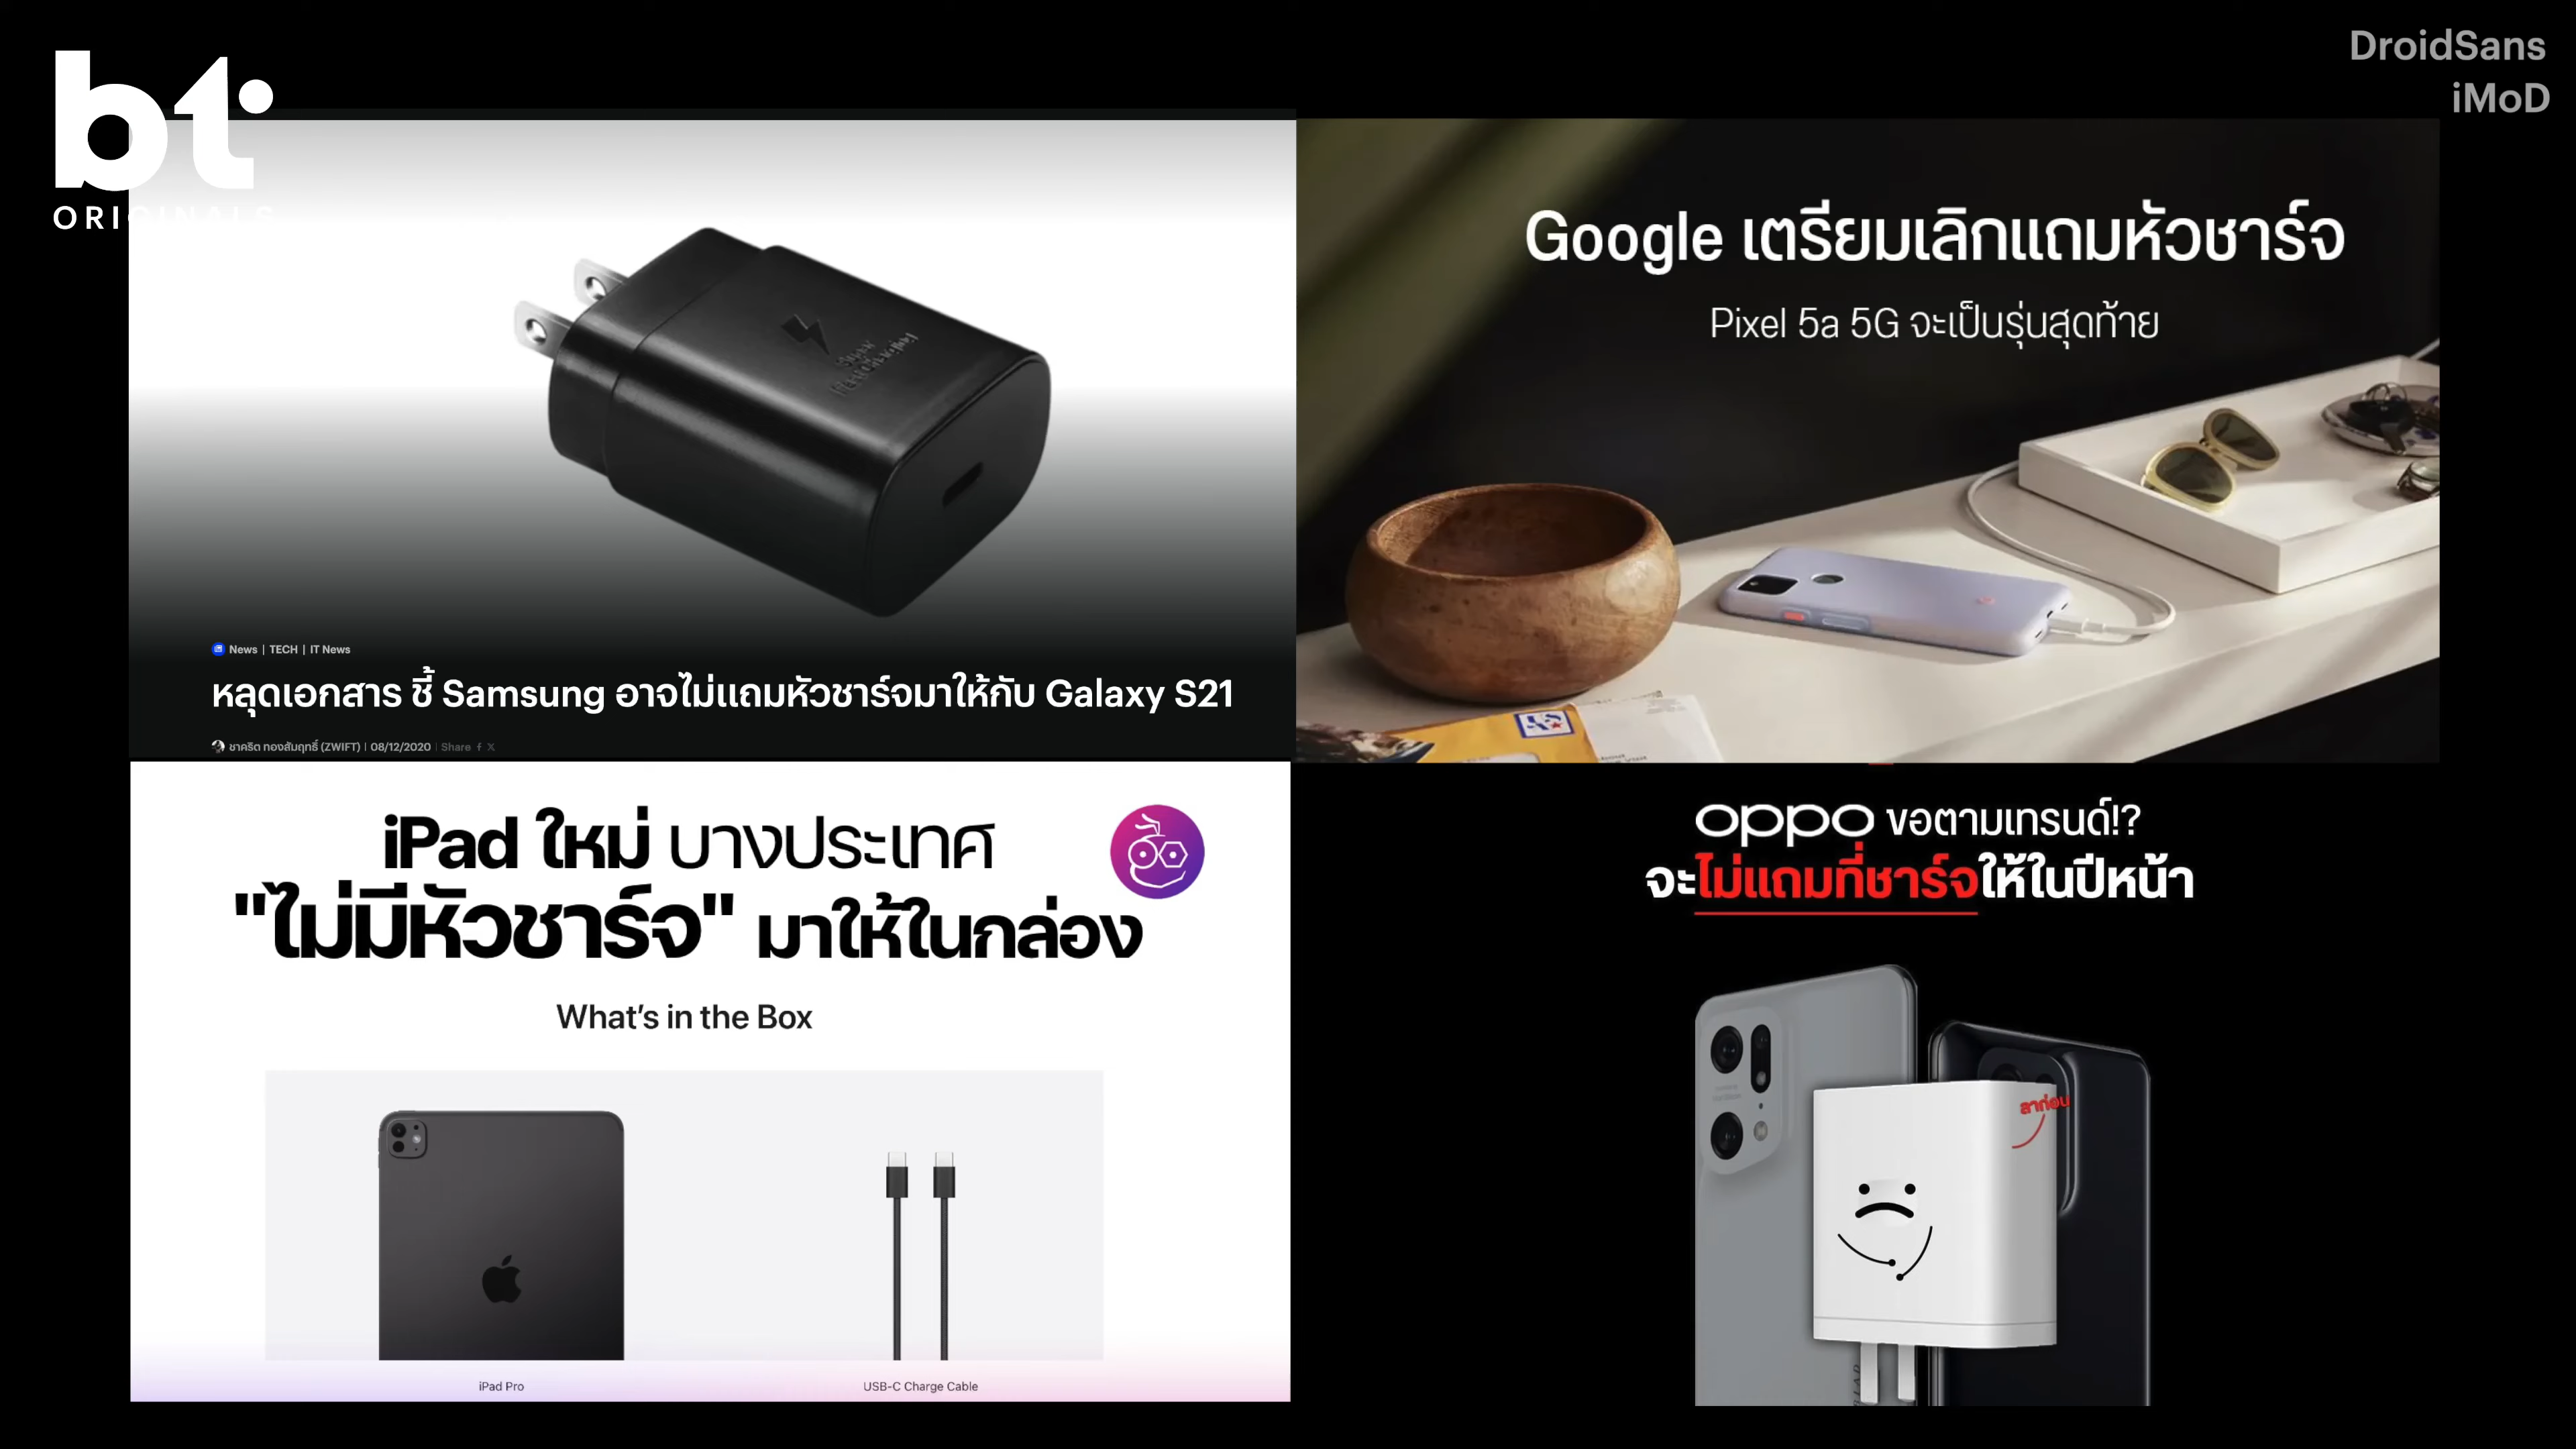 bt
ORIGINALS
DroidSans
iMoD
Super
Fast Charging
News | TECH | IT News
หลุดเอกสาร ชี้ Samsung อาจไม่แถมหัวชาร์จมาให้กับ Galaxy S21
ชาคริต ทองสัมฤทธิ์ (ZWIFT) | 08/12/2020 | Share
Google เตรียมเลิกแถมหัวชาร์จ
Pixel 5a 5G จะเป็นรุ่นสุดท้าย
iPad ใหม่ บางประเทศ
"ไม่มีหัวชาร์จ" มาให้ในกล่อง
What's in the Box
iPad Pro
USB-C Charge Cable
oppo ขอตามเทรนด์!?
จะไม่แถมที่ชาร์จให้ในปีหน้า
ลาก่อน